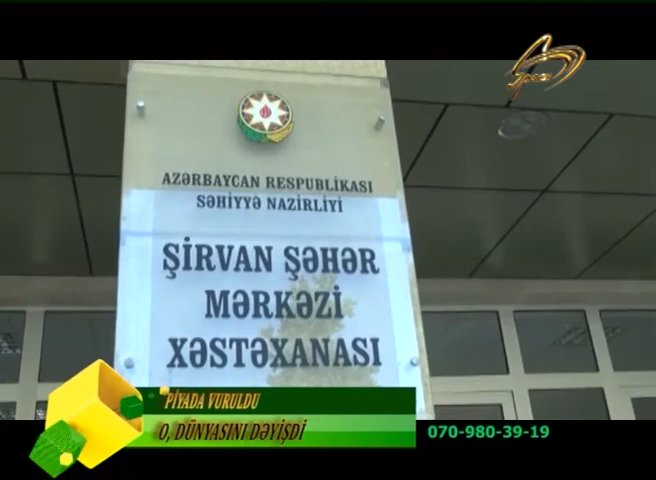 AZƏRBAYCAN RESPUBLİKASI
SƏHİYYƏ NAZİRLİYİ
ŞİRVAN ŞƏHƏR
MƏRKƏZİ
XƏSTƏXANASI
PİYADA VURULDU
O, DÜNYASINI DƏYİŞDİ
070-980-39-19